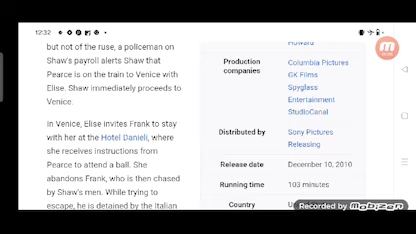 12:32
but not of the ruse, a policeman on
Shaw's payroll alerts Shaw that
Pearce is on the train to Venice with
Elise. Shaw immediately proceeds to
Venice.
In Venice, Elise invites Frank to stay
with her at the Hotel Danieli, where
she receives instructions from
Pearce to attend a ball. She
abandons Frank, who is then chased
by Shaw's men. While trying to
escape, he is detained by the Italian
Howard
Production companies
Columbia Pictures
GK Films
Spyglass
Entertainment
StudioCanal
Distributed by
Sony Pictures
Releasing
Release date
December 10, 2010
Running time
103 minutes
Country
Recorded by Mobizen